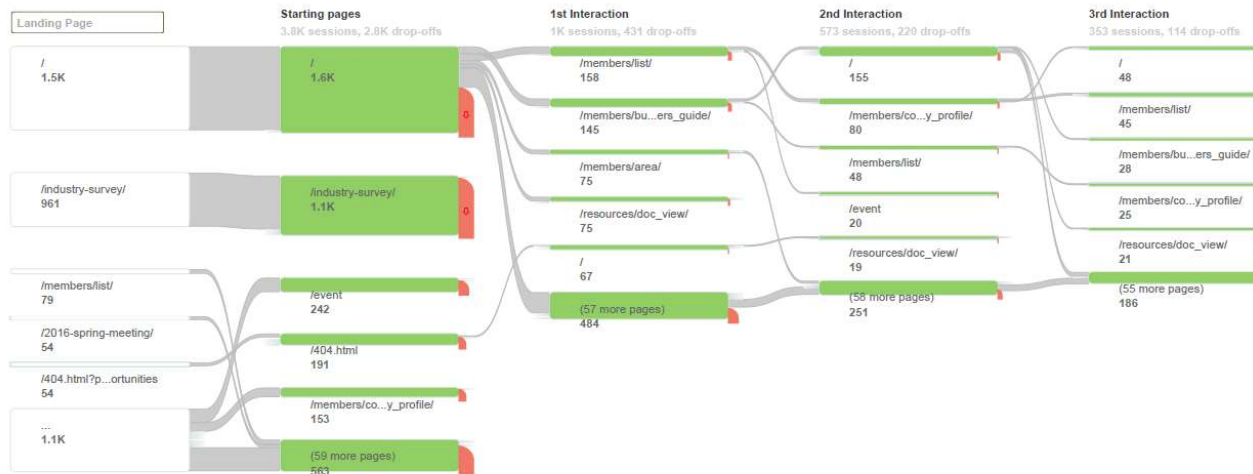 Landing Page
/
1.5K
/industry-survey/
961
/members/list/
79
/2016-spring-meeting/
54
/404.html?p...ortunities
54
...
1.1K
Starting pages
3.8K sessions, 2.8K drop-offs
/
1.6K
/industry-survey/
1.1K
/event
242
/404.html
191
/members/co...y_profile/
153
(59 more pages)
563
1st Interaction
1K sessions, 431 drop-offs
/members/list/
158
/members/bu...ers_guide/
145
/members/area/
75
/resources/doc_view/
75
/
67
(57 more pages)
484
2nd Interaction
573 sessions, 220 drop-offs
/
155
/members/co...y_profile/
80
/members/list/
48
/event
20
/resources/doc_view/
19
(58 more pages)
251
3rd Interaction
353 sessions, 114 drop-offs
/
48
/members/list/
45
/members/bu...ers_guide/
28
/members/co...y_profile/
25
/resources/doc_view/
21
(55 more pages)
186